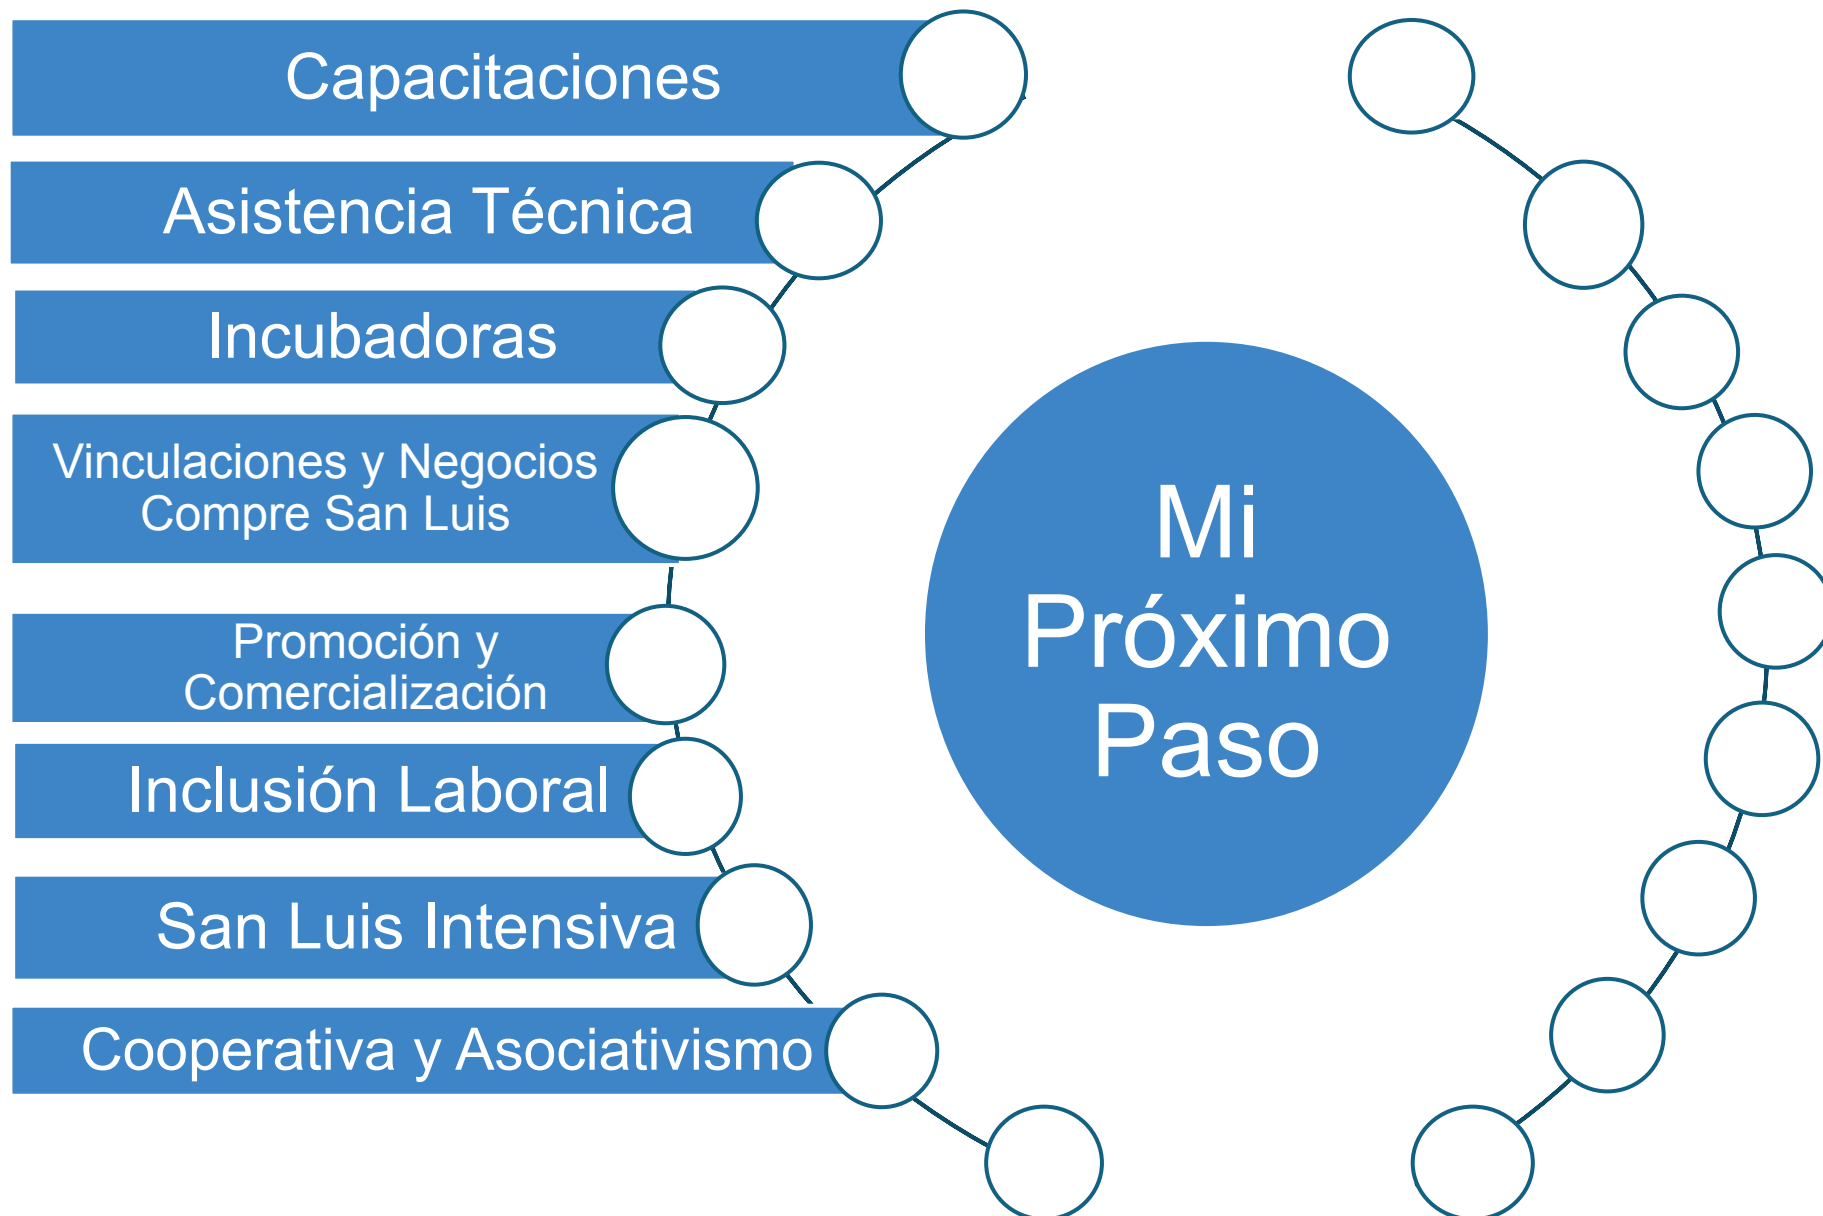 Capacitaciones
Asistencia Técnica
Incubadoras
Vinculaciones y Negocios
Compre San Luis
Promoción y
Comercialización
Inclusión Laboral
San Luis Intensiva
Cooperativa y Asociativismo
Mi
Próximo
Paso